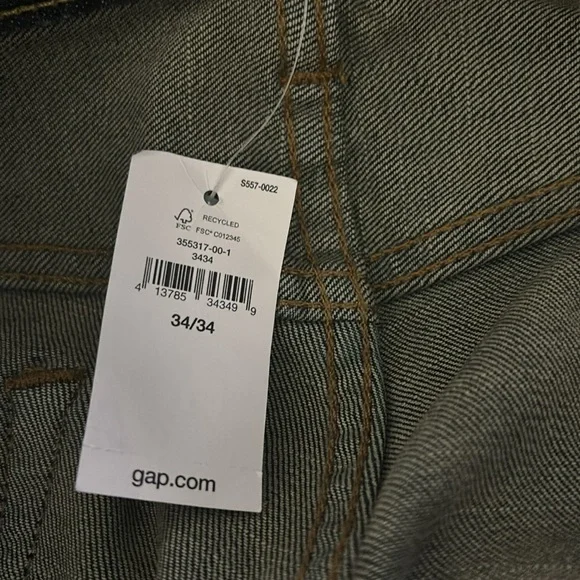 S557-0022
RECYCLED
FSC FSC® C012345
355317-00-1
3434
4 13785 34349 9
34/34
gap.com